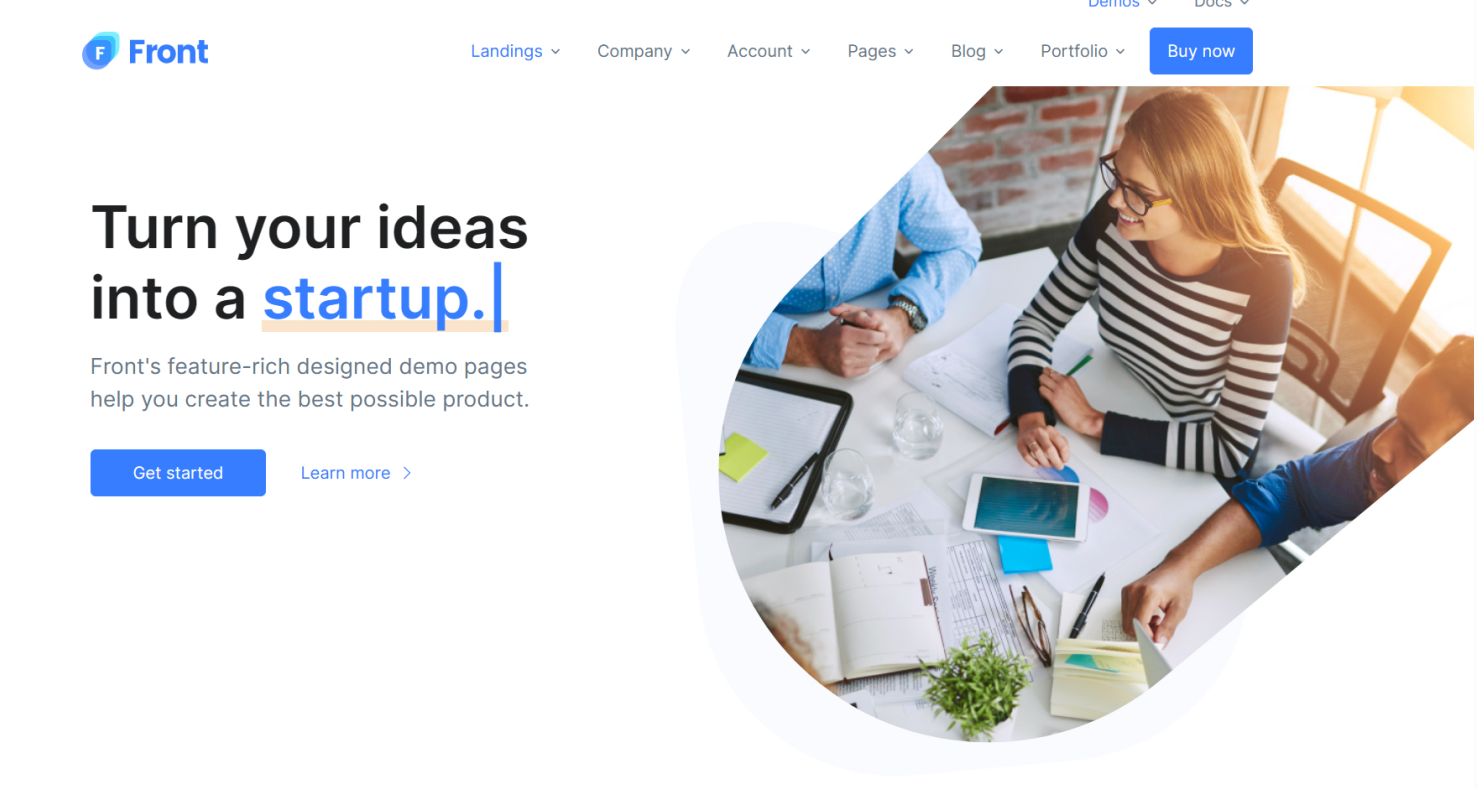 Demos Docs
F Front Landings Company Account Pages Blog Portfolio Buy now
Turn your ideas
into a startup.
Front's feature-rich designed demo pages
help you create the best possible product.
Get started Learn more